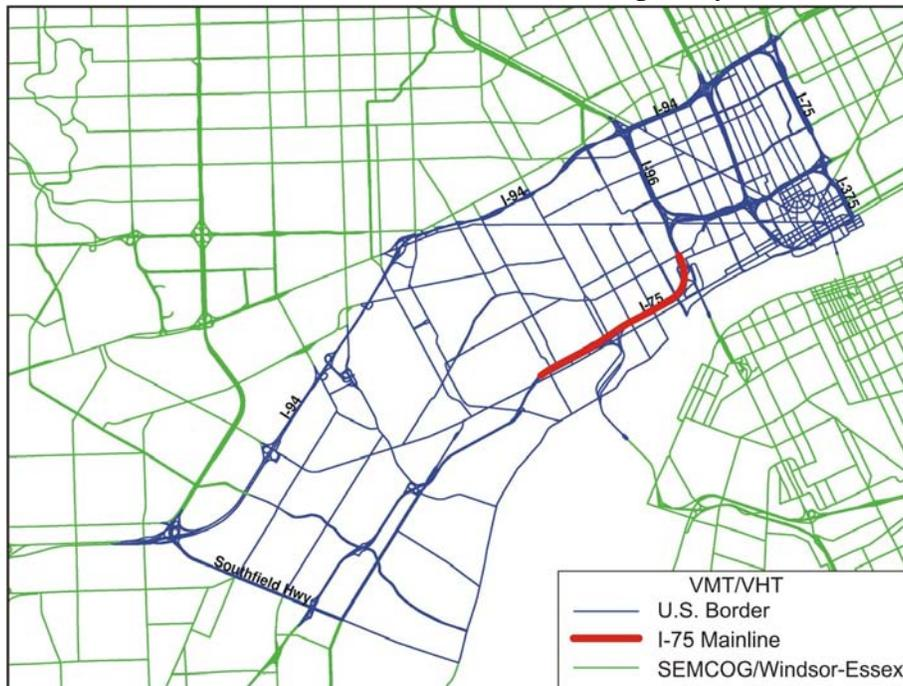 I-94
I-75
I-96
I-94
I-375
I-75
I-94
Southfield Hwy
VMT/VHT
U.S. Border
I-75 Mainline
SEMCOG/Windsor-Essex